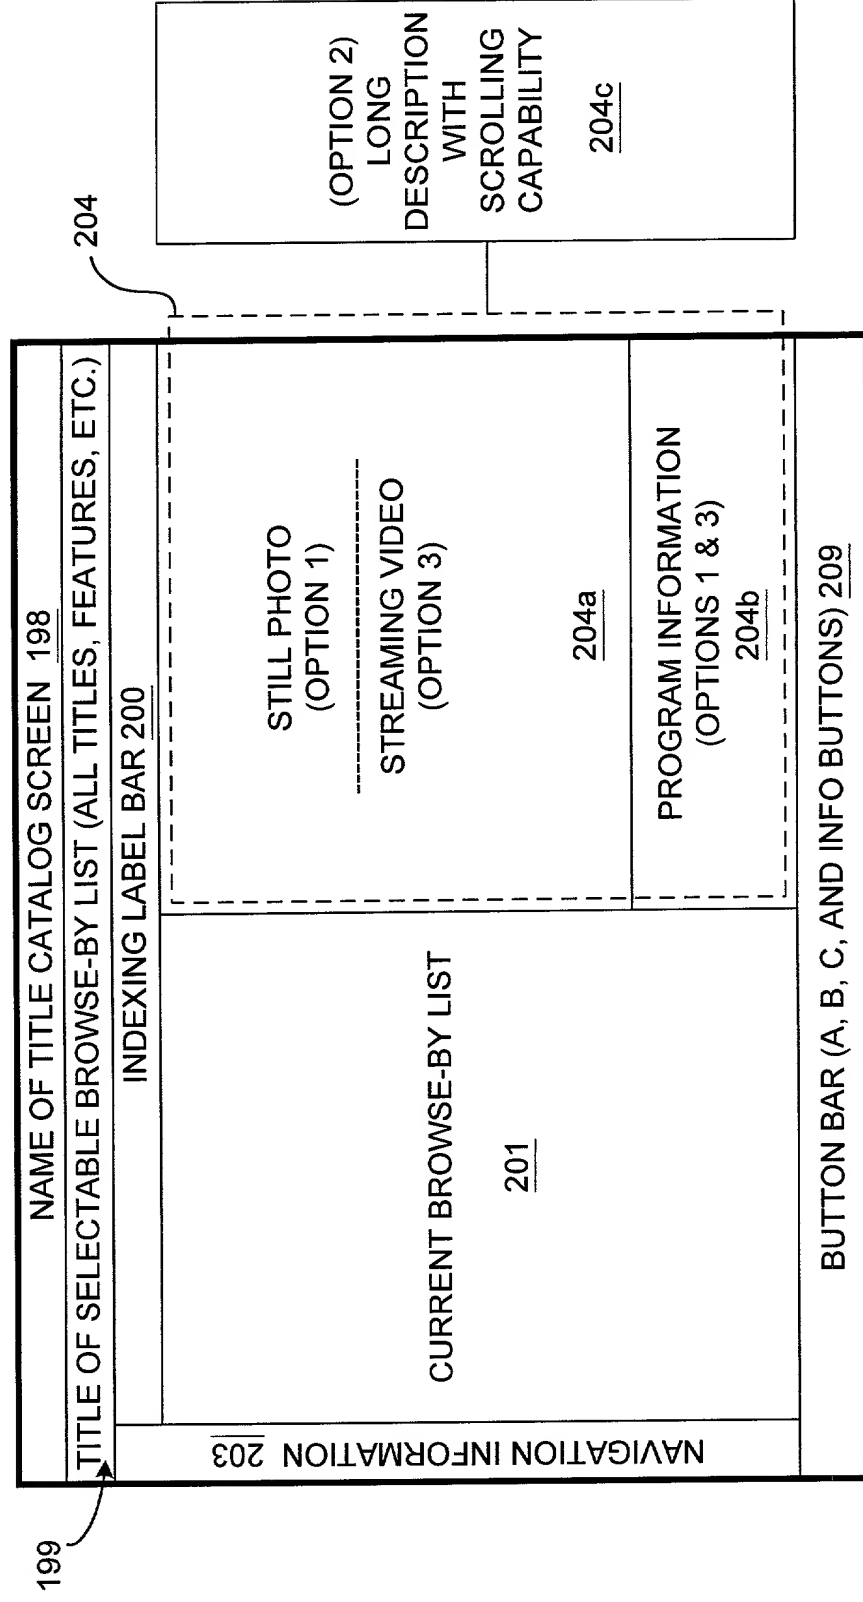 NAME OF TITLE CATALOG SCREEN 198
199
TITLE OF SELECTABLE BROWSE-BY LIST (ALL TITLES, FEATURES, ETC.)
204
INDEXING LABEL BAR 200
NAVIGATION INFORMATION 203
CURRENT BROWSE-BY LIST
201
STILL PHOTO
(OPTION 1)
STREAMING VIDEO
(OPTION 3)
204a
PROGRAM INFORMATION
(OPTIONS 1 & 3)
204b
(OPTION 2)
LONG
DESCRIPTION
WITH
SCROLLING
CAPABILITY
204c
BUTTON BAR (A, B, C, AND INFO BUTTONS) 209